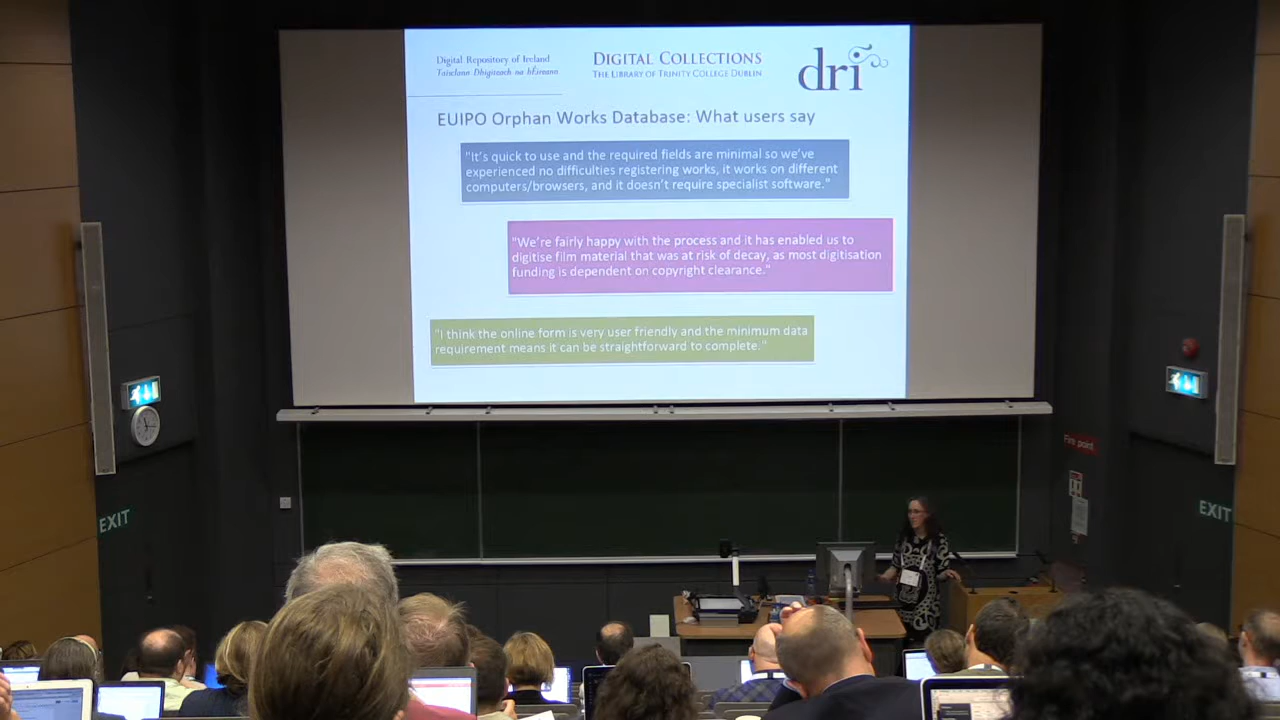 Digital Repository of Ireland
Taisclann Dhigiteach na hÉireann
DIGITAL COLLECTIONS
THE LIBRARY OF TRINITY COLLEGE DUBLIN
dri
EUIPO Orphan Works Database: What users say
"It's quick to use and the required fields are minimal so we've
experienced no difficulties registering works, it works on different
computers/browsers, and it doesn't require specialist software."
"We're fairly happy with the process and it has enabled us to
digitise film material that was at risk of decay, as most digitisation
funding is dependent on copyright clearance."
"I think the online form is very user friendly and the minimum data
requirement means it can be straightforward to complete."
Fire point
EXIT
EXIT